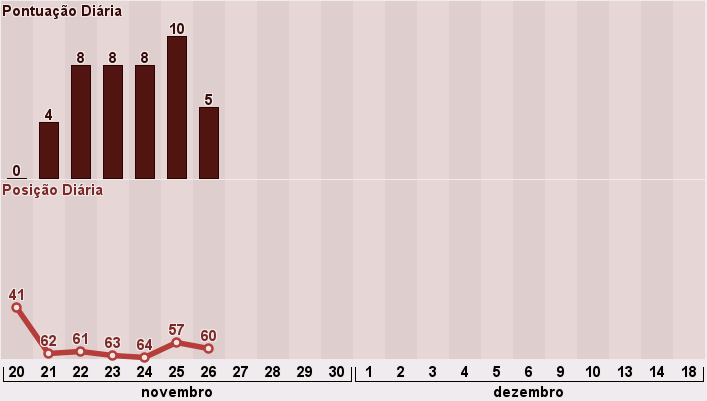 Pontuação Diária
0 4 8 8 8 10 5
Posição Diária
41 62 61 63 64 57 60
20 21 22 23 24 25 26 27 28 29 30 1 2 3 4 5 6 9 10 13 14 18
novembro dezembro